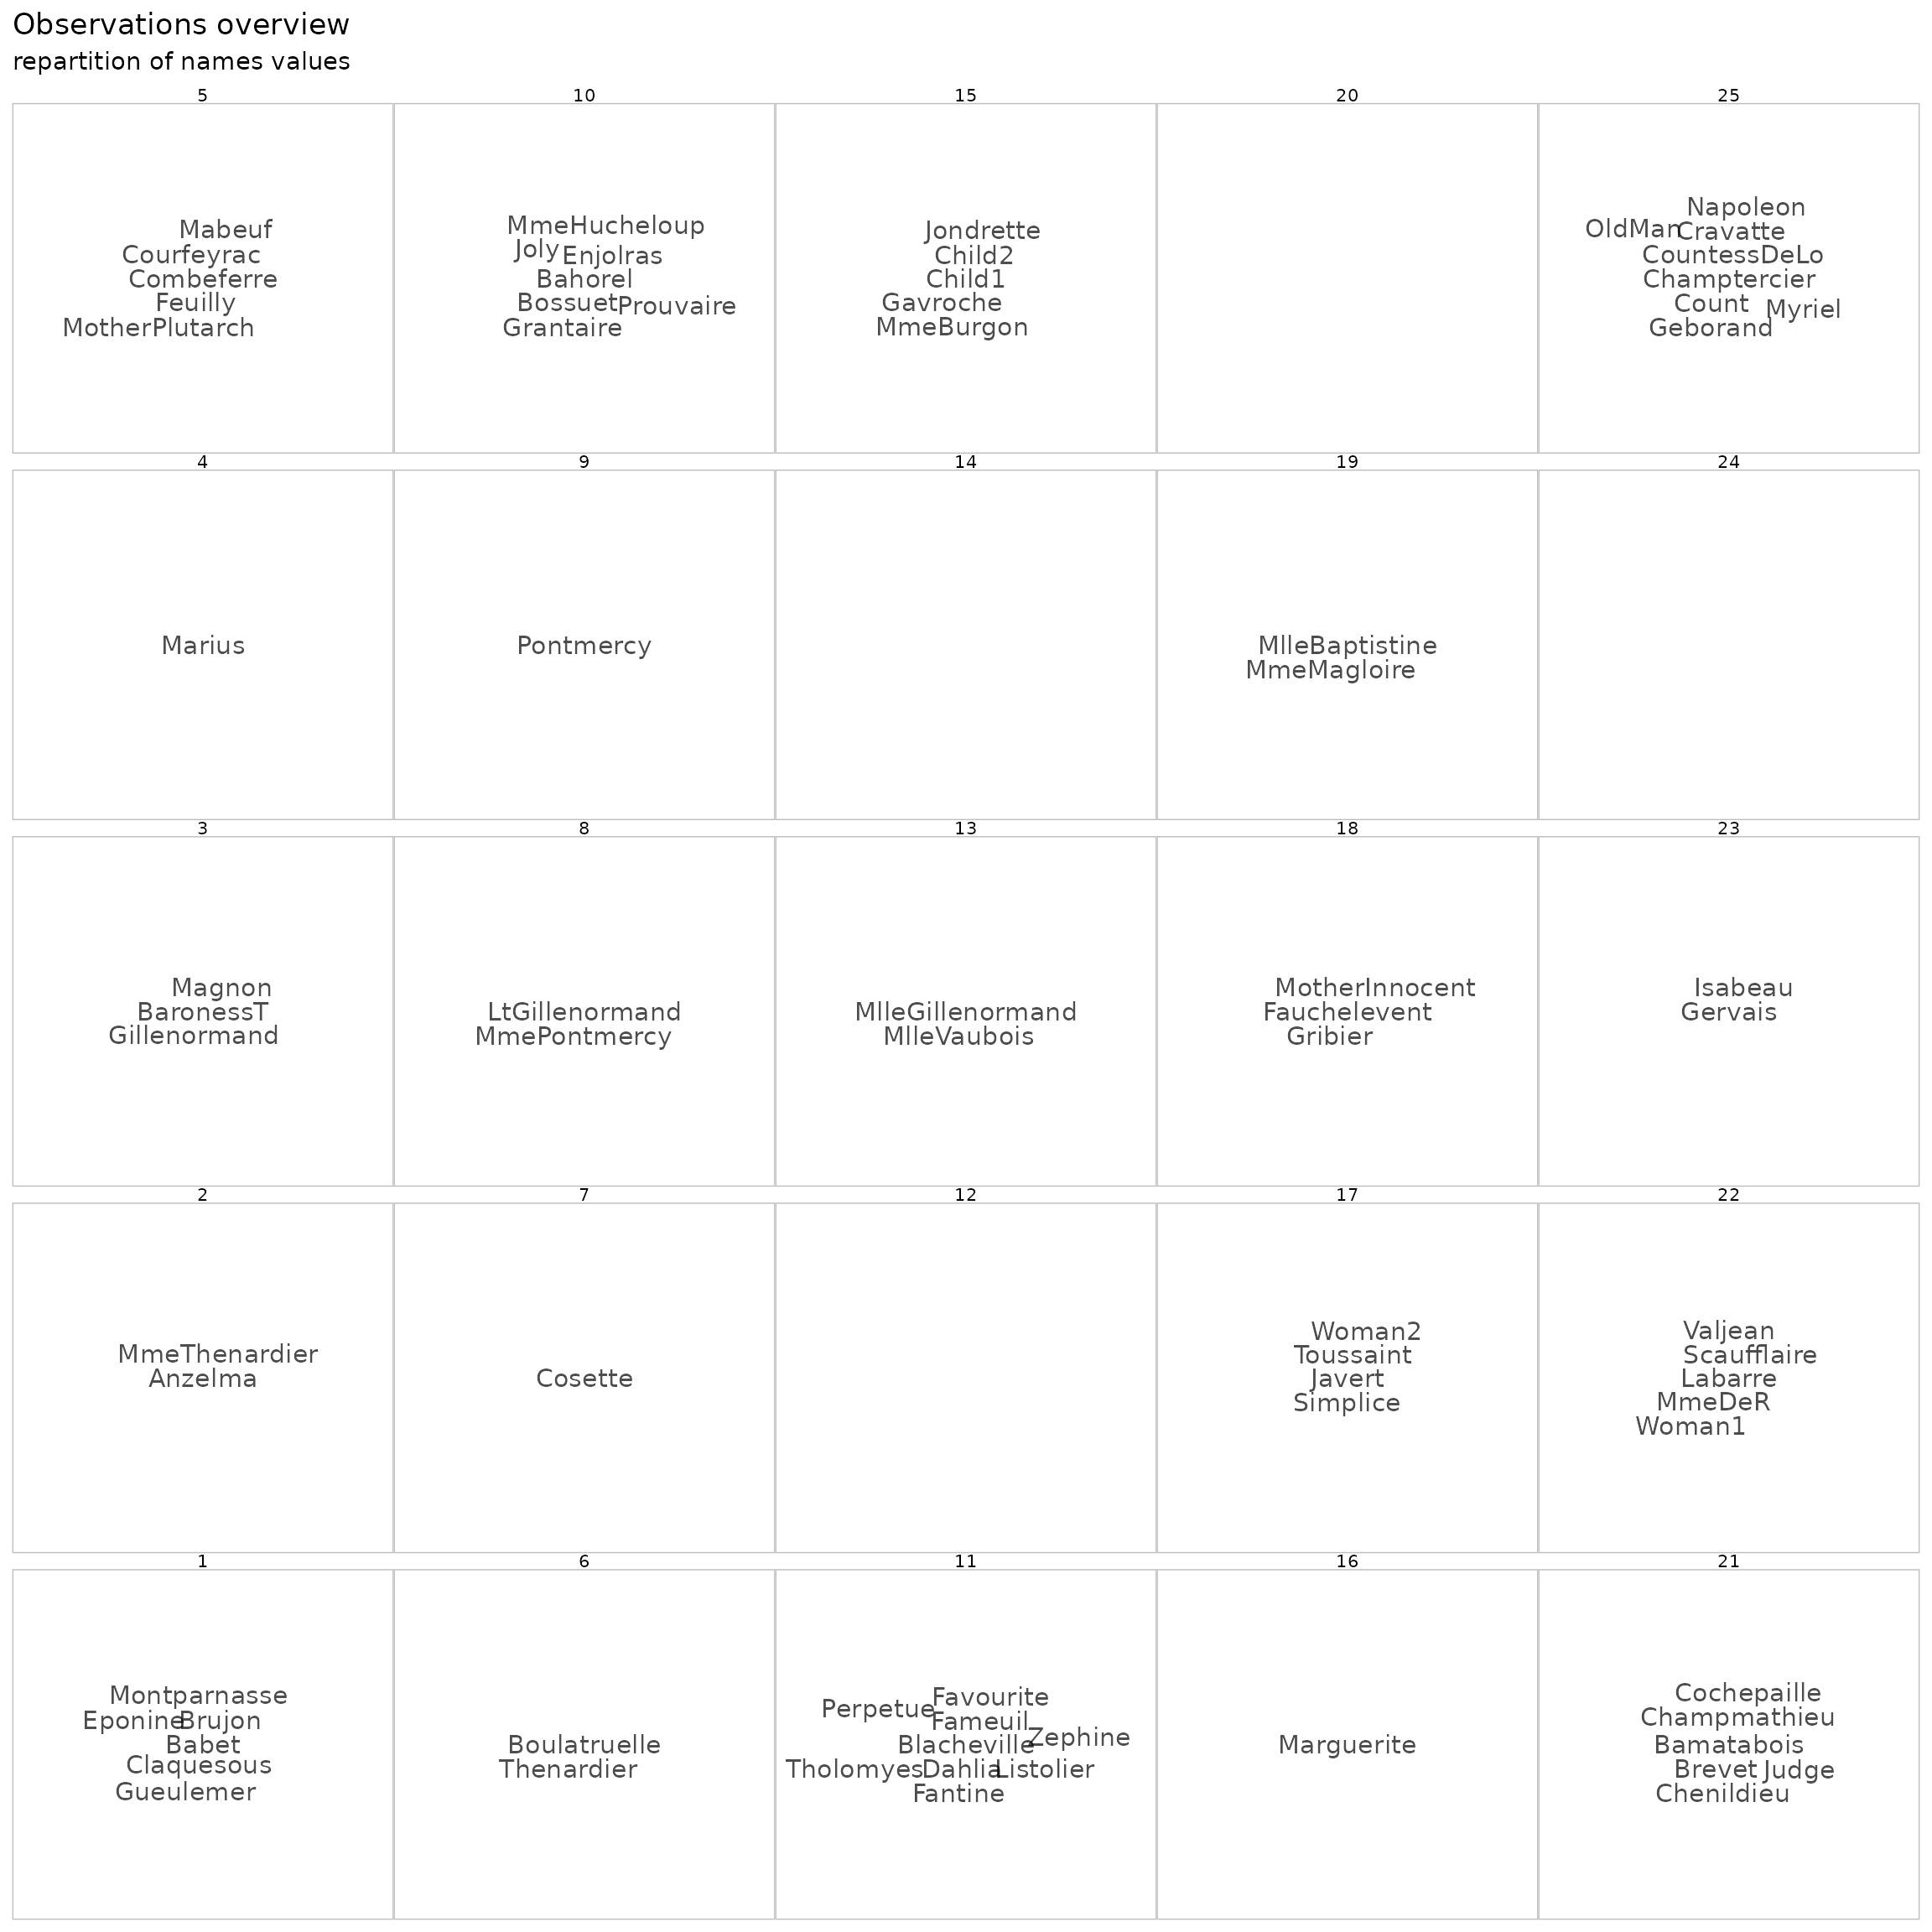 Observations overview
repartition of names values
5 10 15 20 25
Mabeuf
Courfeyrac
Combeferre
Feuilly
MotherPlutarch
MmeHucheloup
Joly Enjolras
Bahorel
Bossuet Prouvaire
Grantaire
Jondrette
Child2
Child1
Gavroche
MmeBurgon
Napoleon
OldMan Cravatte
CountessDeLo
Champtercier
Count Myriel
Geborand
4 9 14 19 24
Marius
Pontmercy
MlleBaptistine
MmeMagloire
3 8 13 18 23
Magnon
BaronessT
Gillenormand
LtGillenormand
MmePontmercy
MlleGillenormand
MlleVaubois
MotherInnocent
Fauchelevent
Gribier
Isabeau
Gervais
2 7 12 17 22
MmeThenardier
Anzelma
Cosette
Woman2
Toussaint
Javert
Simplice
Valjean
Scaufflaire
Labarre
MmeDeR
Woman1
1 6 11 16 21
Montparnasse
Eponine Brujon
Babet
Claquesous
Gueulemer
Boulatruelle
Thenardier
Favourite
Perpetue
Fameuil
Zephine
Blacheville
Tholomyes Dahlia Listolier
Fantine
Marguerite
Cochepaille
Champmathieu
Bamatabois
Brevet Judge
Chenildieu